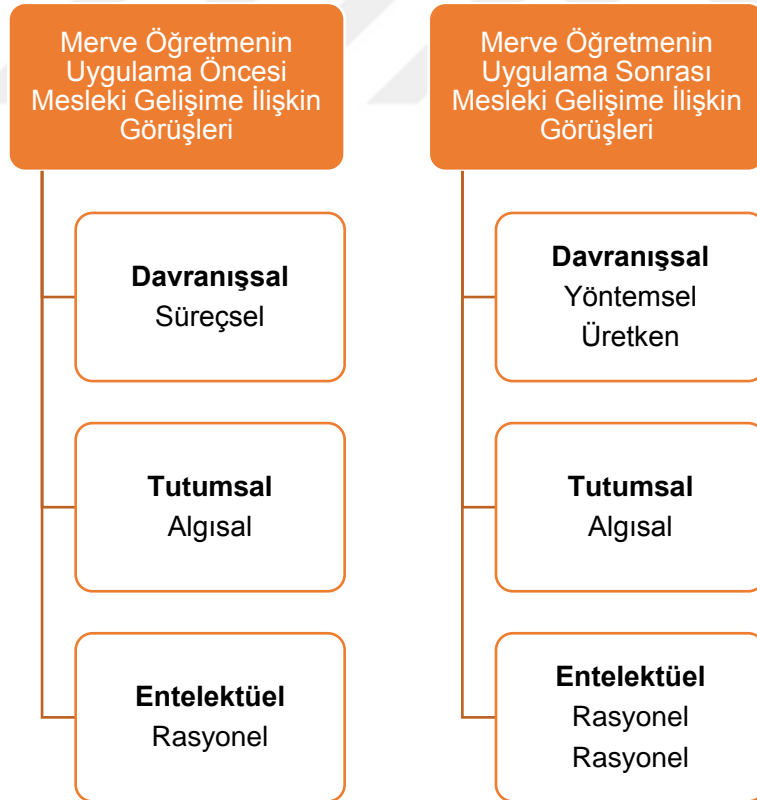 Merve Öğretmenin
Uygulama Öncesi
Mesleki Gelişime İlişkin
Görüşleri
Davranışsal
Süreçsel
Tutumsal
Algısal
Entelektüel
Rasyonel
Merve Öğretmenin
Uygulama Sonrası
Mesleki Gelişime İlişkin
Görüşleri
Davranışsal
Yöntemsel
Üretken
Tutumsal
Algısal
Entelektüel
Rasyonel
Rasyonel